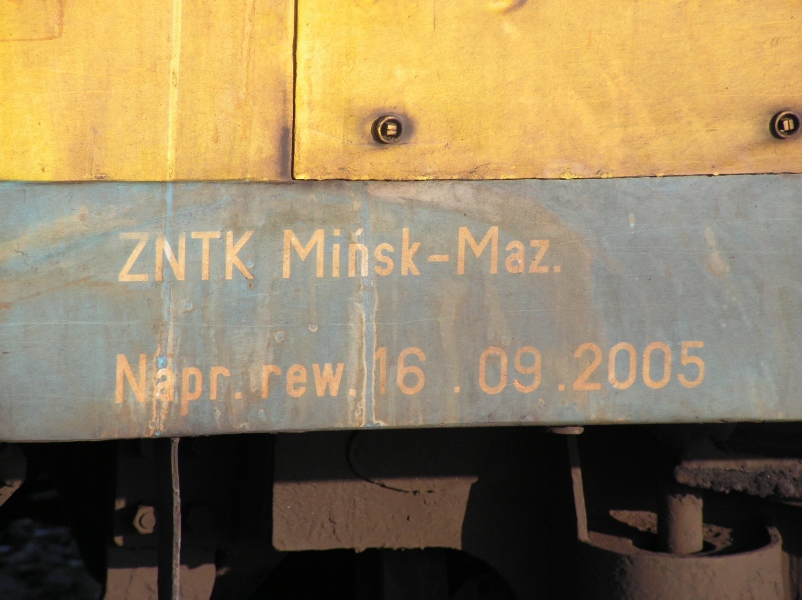 ZNTK Mińsk-Maz.
Napr. rew. 16.09.2005